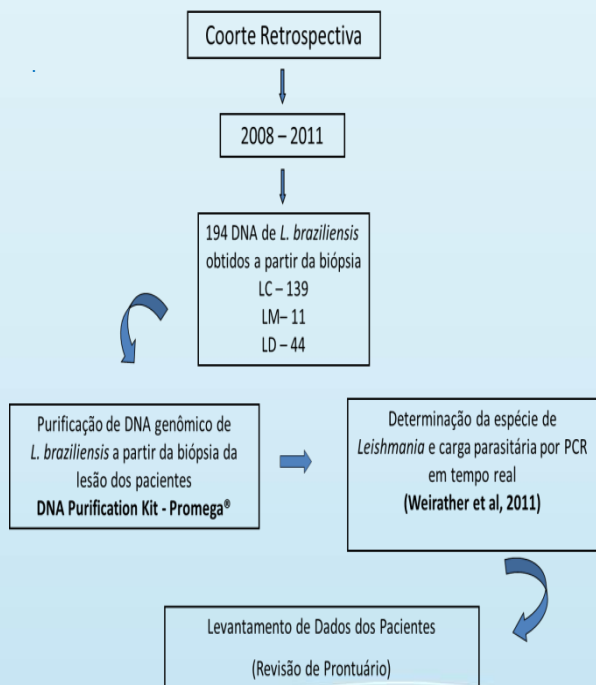 Coorte Retrospectiva
2008 – 2011
194 DNA de L. braziliensis
obtidos a partir da biópsia
LC – 139
LM– 11
LD – 44
Purificação de DNA genômico de
L. braziliensis a partir da biópsia da
lesão dos pacientes
DNA Purification Kit - Promega®
Determinação da espécie de
Leishmania e carga parasitária por PCR
em tempo real
(Weirather et al, 2011)
Levantamento de Dados dos Pacientes
(Revisão de Prontuário)